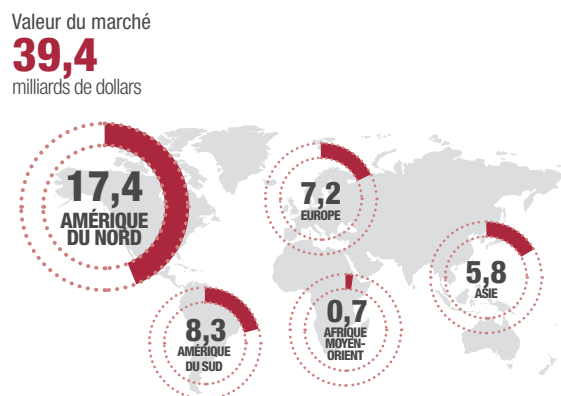 Valeur du marché
39,4
milliards de dollars
17,4
AMÉRIQUE
DU NORD
7,2
EUROPE
5,8
ASIE
8,3
AMÉRIQUE
DU SUD
0,7
AFRIQUE
MOYEN-
ORIENT